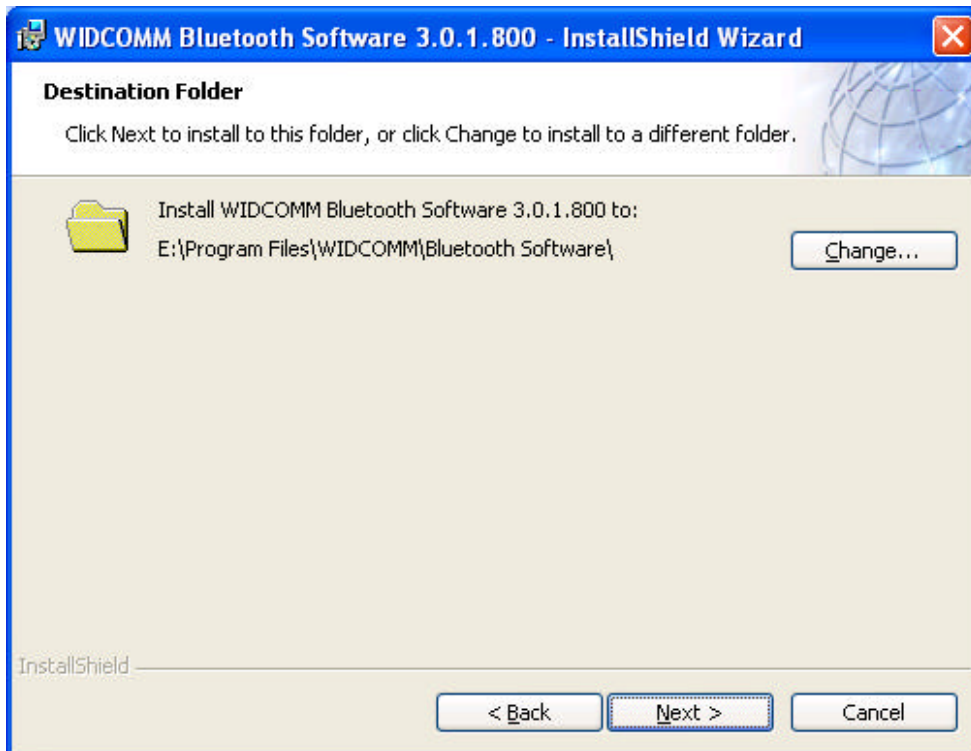 WIDCOMM Bluetooth Software 3.0.1.800 - InstallShield Wizard
Destination Folder
Click Next to install to this folder, or click Change to install to a different folder.
Install WIDCOMM Bluetooth Software 3.0.1.800 to:
E:\Program Files\WIDCOMM\Bluetooth Software\
Change...
InstallShield
< Back
Next >
Cancel